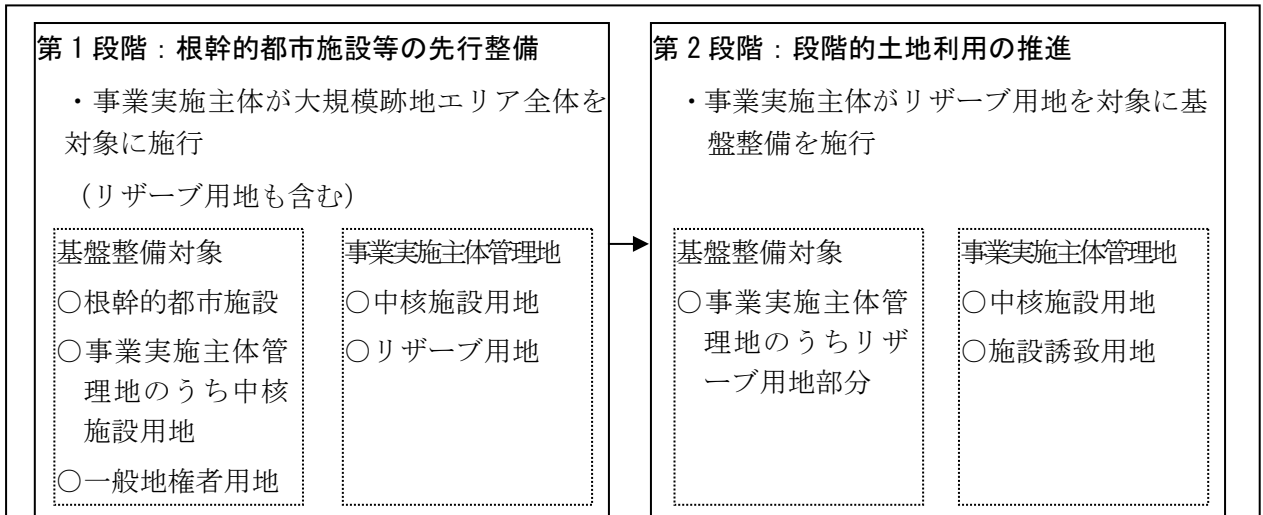 第１段階：根幹的都市施設等の先行整備
・事業実施主体が大規模跡地エリア全体を
対象に施行
（リザーブ用地も含む）
基盤整備対象
○根幹的都市施設
○事業実施主体管
理地のうち中核
施設用地
○一般地権者用地
事業実施主体管理地
○中核施設用地
○リザーブ用地
第２段階：段階的土地利用の推進
・事業実施主体がリザーブ用地を対象に基
盤整備を施行
基盤整備対象
○事業実施主体管
理地のうちリザ
ーブ用地部分
事業実施主体管理地
○中核施設用地
○施設誘致用地